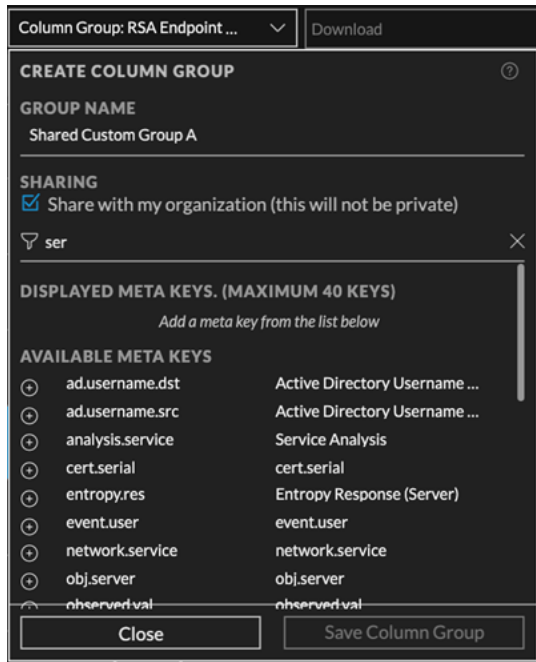 Column Group: RSA Endpoint ... Download
CREATE COLUMN GROUP
GROUP NAME
Shared Custom Group A
SHARING
Share with my organization (this will not be private)
ser
DISPLAYED META KEYS. (MAXIMUM 40 KEYS)
Add a meta key from the list below
AVAILABLE META KEYS
ad.username.dst Active Directory Username ...
ad.username.src Active Directory Username ...
analysis.service Service Analysis
cert.serial cert.serial
entropy.res Entropy Response (Server)
event.user event.user
network.service network.service
obj.server obj.server
observed.val observed.val
Close Save Column Group